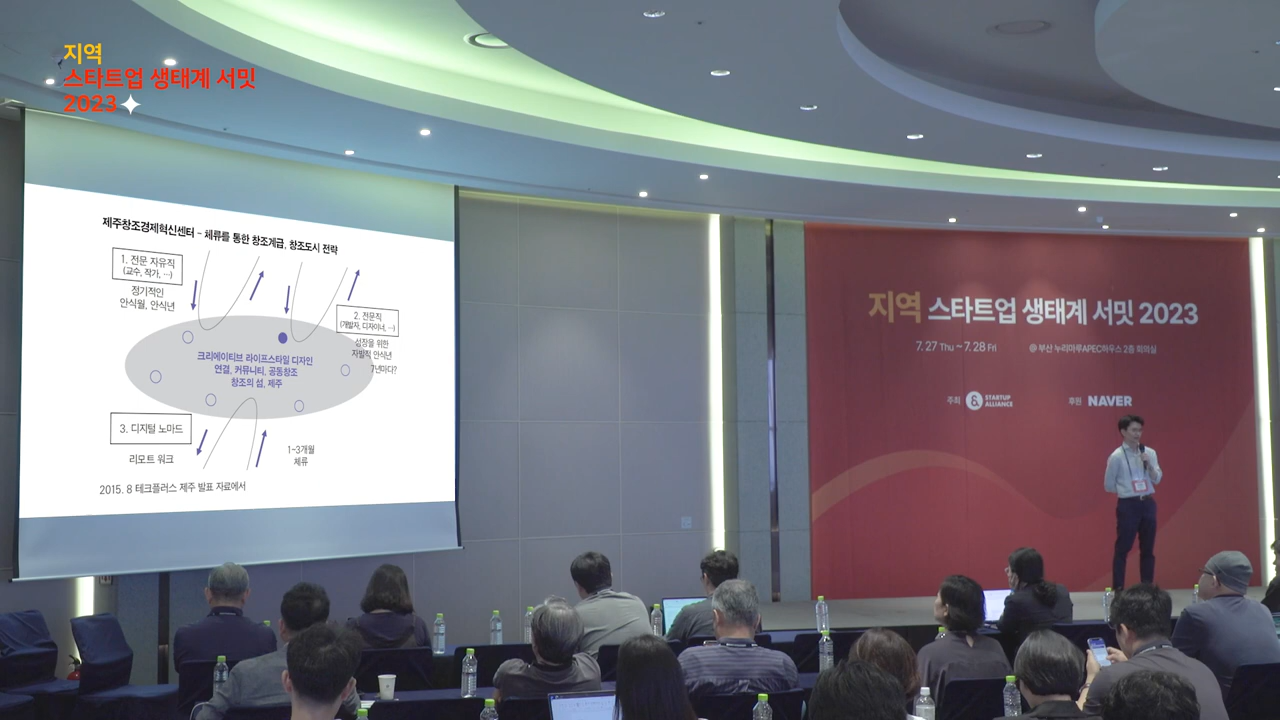 지역
스타트업 생태계 서밋
2023
제주창조경제혁신센터 - 체류를 통한 창조계급, 창조도시 전략
1. 전문 자유직
(교수, 작가, …)
정기적인
안식월, 안식년
2. 전문직
(개발자, 디자이너, …)
성장을 위한
자발적 안식년
7년마다?
크리에이티브 라이프스타일 디자인
연결, 커뮤니티, 공동창조
창조의 섬, 제주
3. 디지털 노마드
리모트 워크
1-3개월
체류
2015. 8 테크플러스 제주 발표 자료에서
지역 스타트업 생태계 서밋 2023
7.27 Thu ~ 7.28 Fri
@ 부산 누리마루APEC하우스 2층 회의실
주최 & STARTUP
ALLIANCE
후원 NAVER